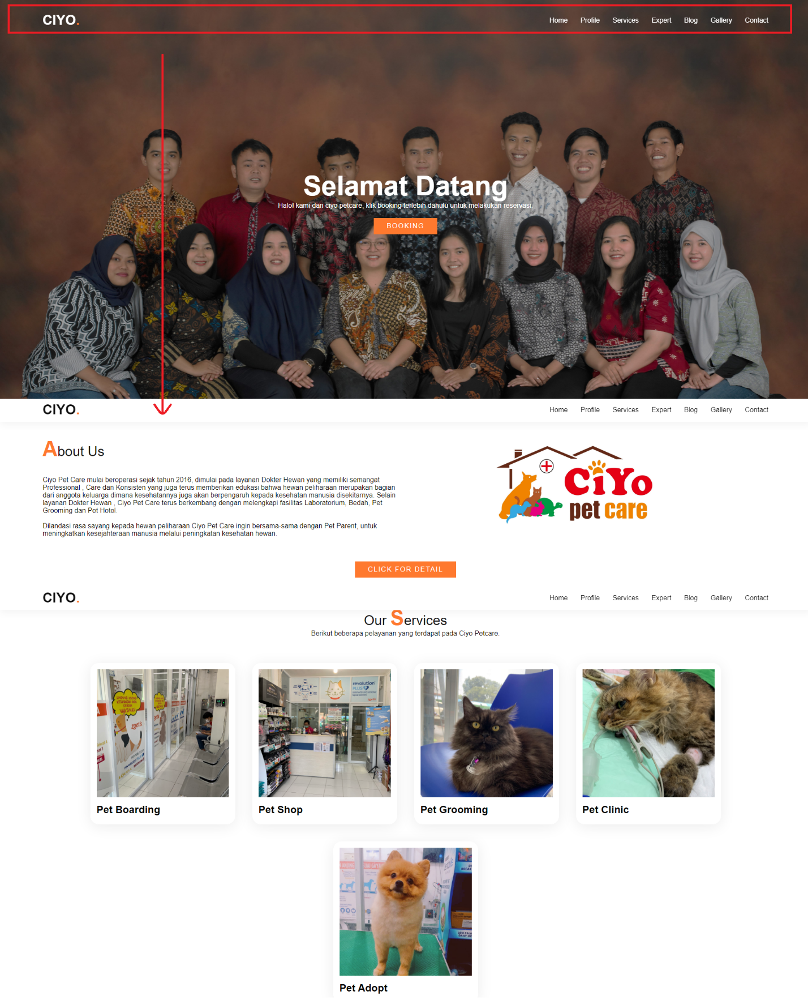 CIYO.
Home Profile Services Expert Blog Gallery Contact
Selamat Datang
Halo! kami dari ciyo petcare, klik booking terlebih dahulu untuk melakukan reservasi.
BOOKING
CIYO.
Home Profile Services Expert Blog Gallery Contact
About Us
Ciyo Pet Care mulai beroperasi sejak tahun 2016, dimulai pada layanan Dokter Hewan yang memiliki semangat
Professional , Care dan Konsisten yang juga terus memberikan edukasi bahwa hewan peliharaan merupakan bagian
dari anggota keluarga dimana kesehatannya juga akan berpengaruh kepada kesehatan manusia disekitarnya. Selain
layanan Dokter Hewan , Ciyo Pet Care terus berkembang dengan melengkapi fasilitas Laboratorium, Bedah, Pet
Grooming dan Pet Hotel.
Dilandasi rasa sayang kepada hewan peliharaan Ciyo Pet Care ingin bersama-sama dengan Pet Parent, untuk
meningkatkan kesejahteraan manusia melalui peningkatan kesehatan hewan.
CiYo
pet care
CLICK FOR DETAIL
CIYO.
Home Profile Services Expert Blog Gallery Contact
Our Services
Berikut beberapa pelayanan yang terdapat pada Ciyo Petcare.
VAKSINASI
zoetis
revolution
PLUS
zoetis
Pet Boarding
Pet Shop
Pet Grooming
Pet Clinic
Pet Adopt